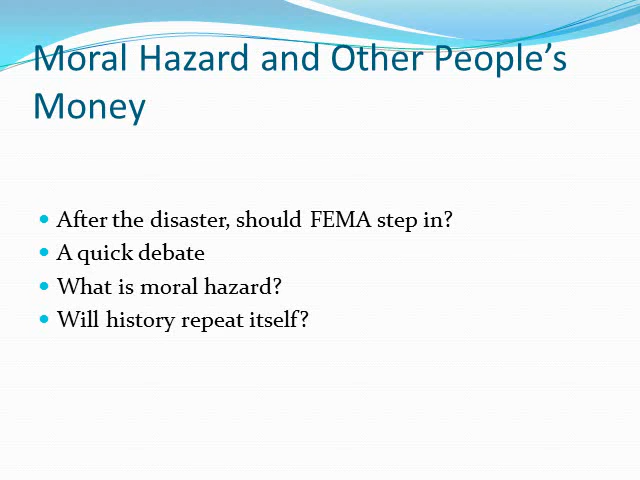 Moral Hazard and Other People’s
Money
After the disaster, should FEMA step in?
A quick debate
What is moral hazard?
Will history repeat itself?